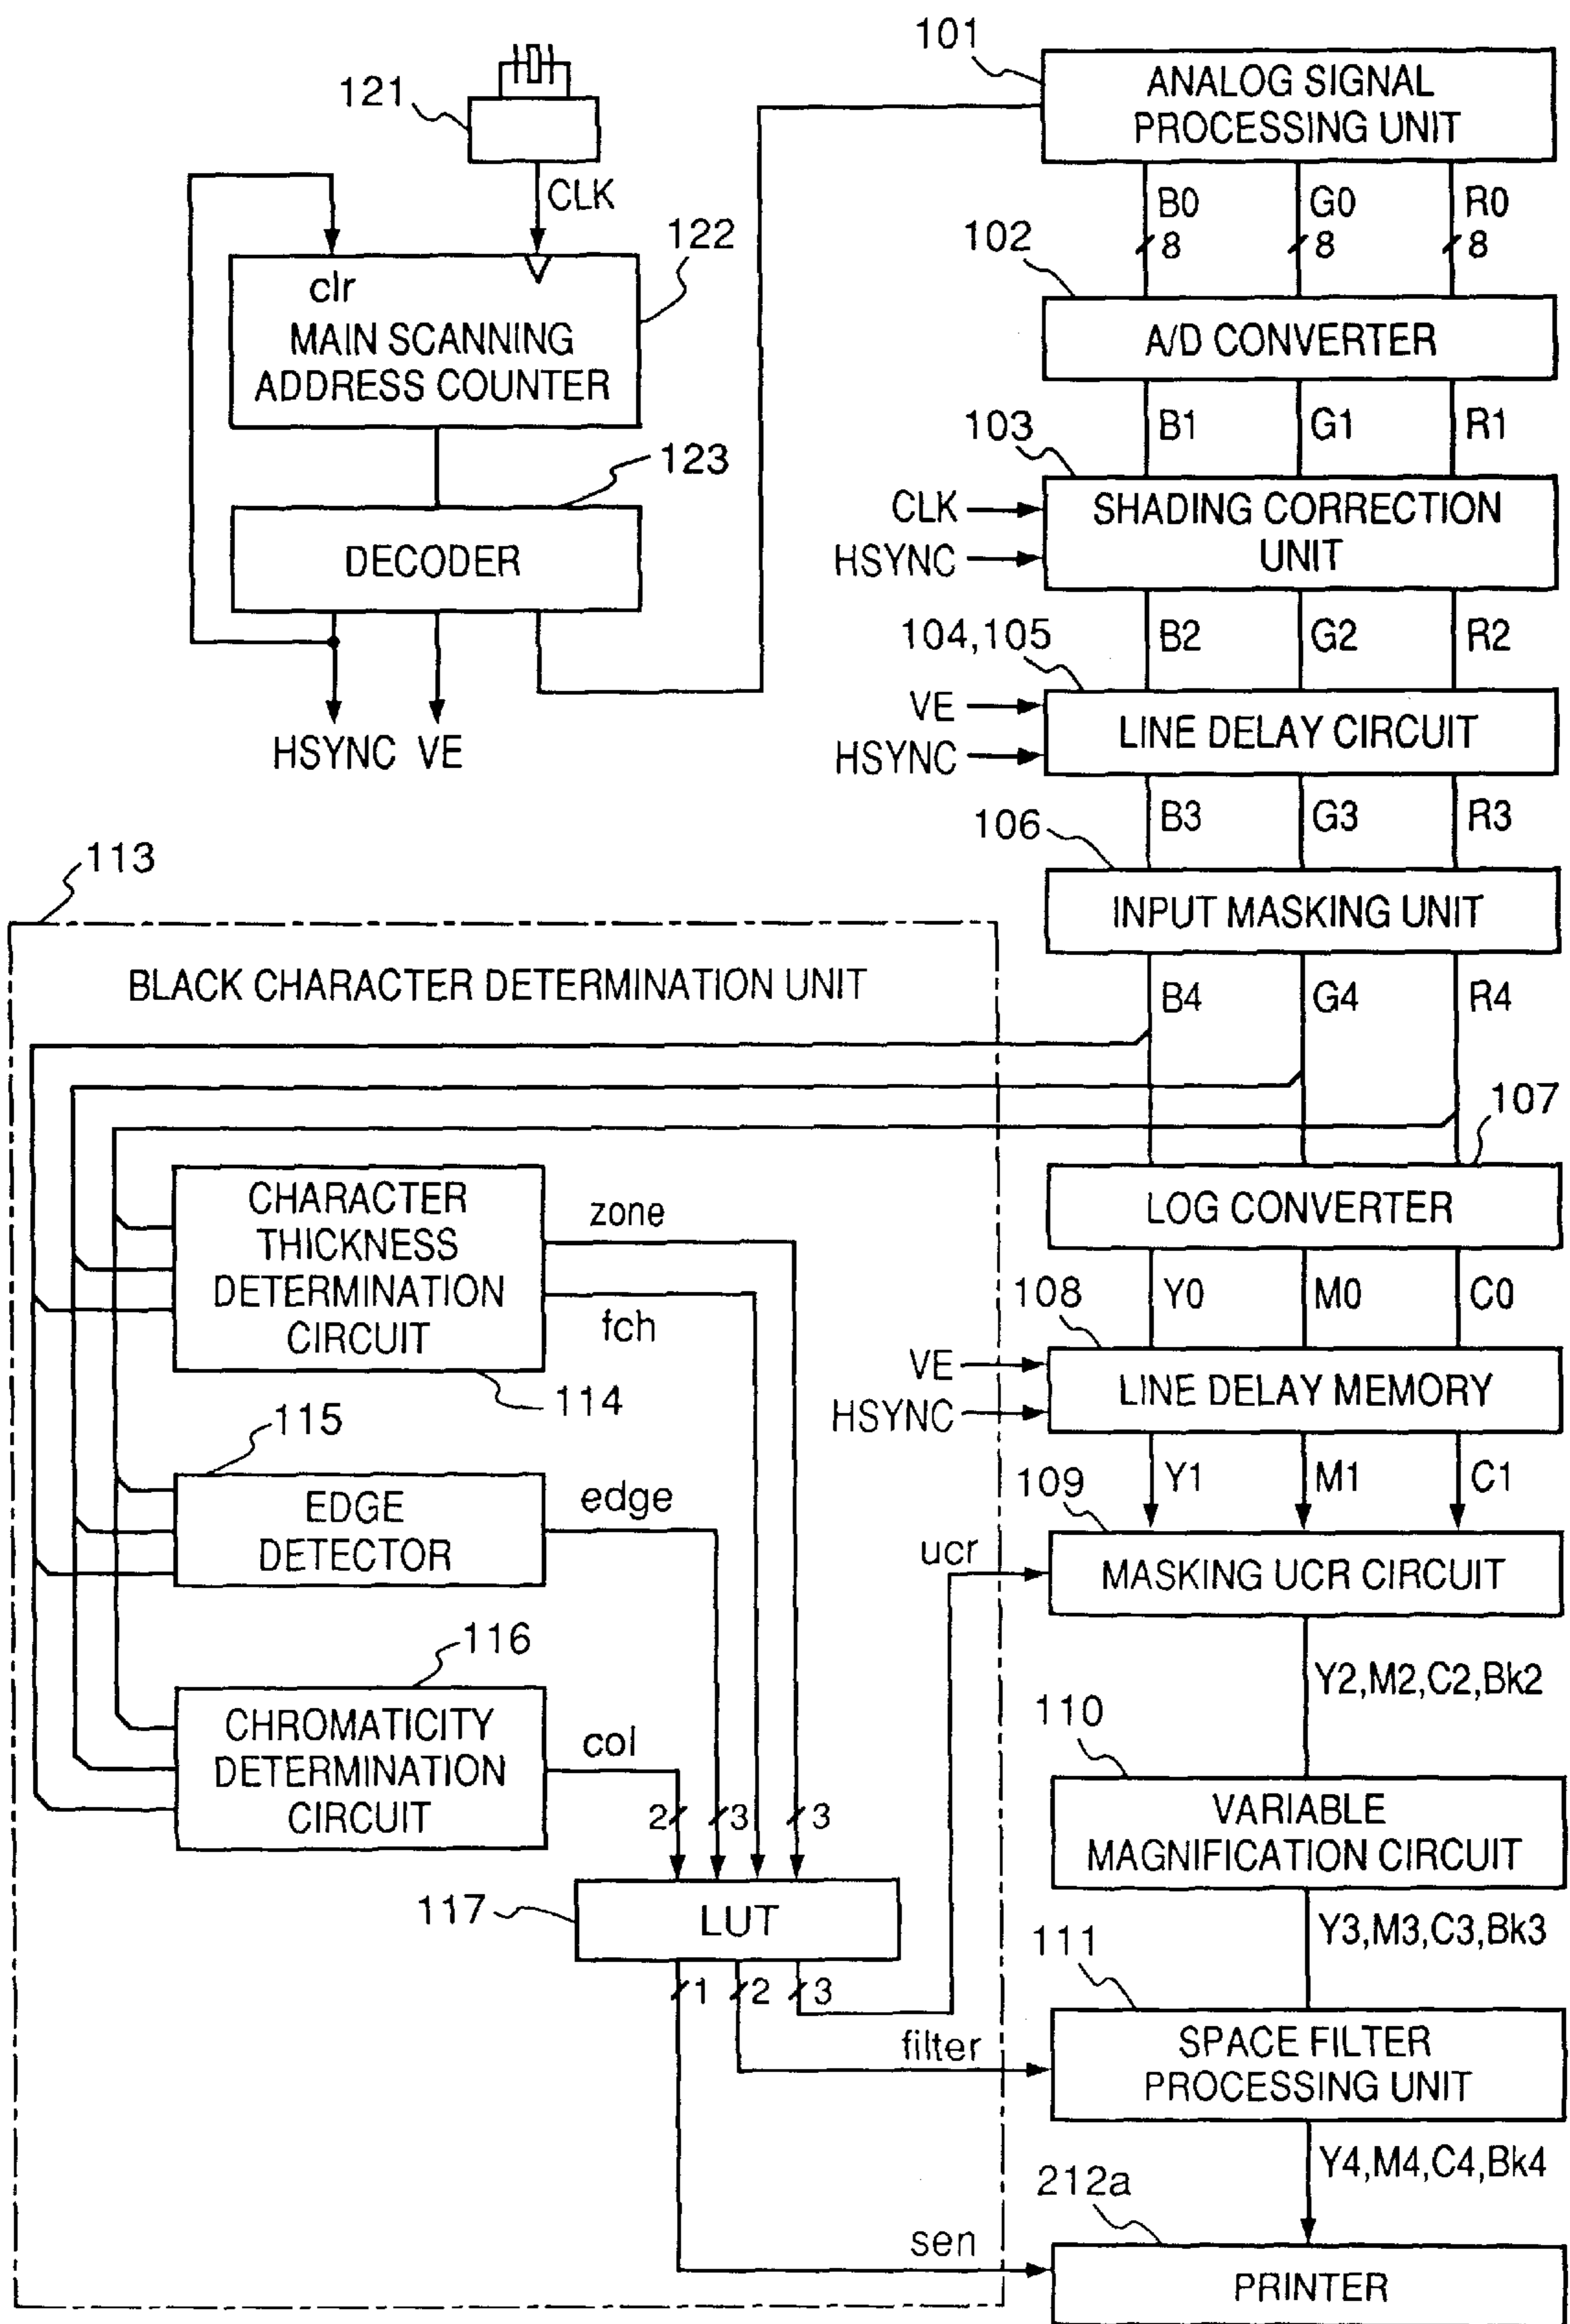 101
ANALOG SIGNAL
PROCESSING UNIT
121
CLK
B0 G0 R0
8 8 8
122
102
clr
MAIN SCANNING
ADDRESS COUNTER
A/D CONVERTER
103
B1 G1 R1
123
CLK
HSYNC
SHADING CORRECTION
UNIT
DECODER
104,105
B2 G2 R2
VE
HSYNC
LINE DELAY CIRCUIT
HSYNC VE
106
B3 G3 R3
113
INPUT MASKING UNIT
BLACK CHARACTER DETERMINATION UNIT
B4 G4 R4
107
CHARACTER
THICKNESS
DETERMINATION
CIRCUIT
zone
fch
114
LOG CONVERTER
108
Y0 M0 C0
VE
HSYNC
LINE DELAY MEMORY
115
109
Y1 M1 C1
EDGE
DETECTOR
edge
ucr
MASKING UCR CIRCUIT
116
Y2,M2,C2,Bk2
110
CHROMATICITY
DETERMINATION
CIRCUIT
col
2 3 3
VARIABLE
MAGNIFICATION CIRCUIT
117
LUT
111
Y3,M3,C3,Bk3
1 2 3
filter
SPACE FILTER
PROCESSING UNIT
212a
Y4,M4,C4,Bk4
sen
PRINTER